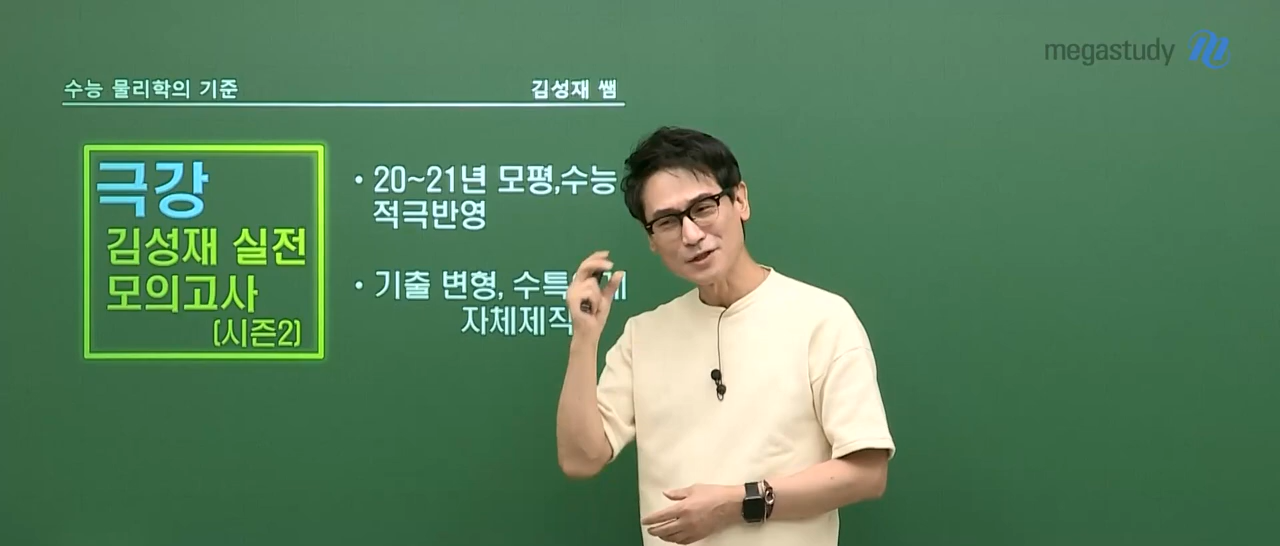 megastudy
수능 물리학의 기준 김성재 쌤
극강
김성재 실전
모의고사
(시즌2)
• 20~21년 모평,수능
적극반영
• 기출 변형, 수특
자체제작